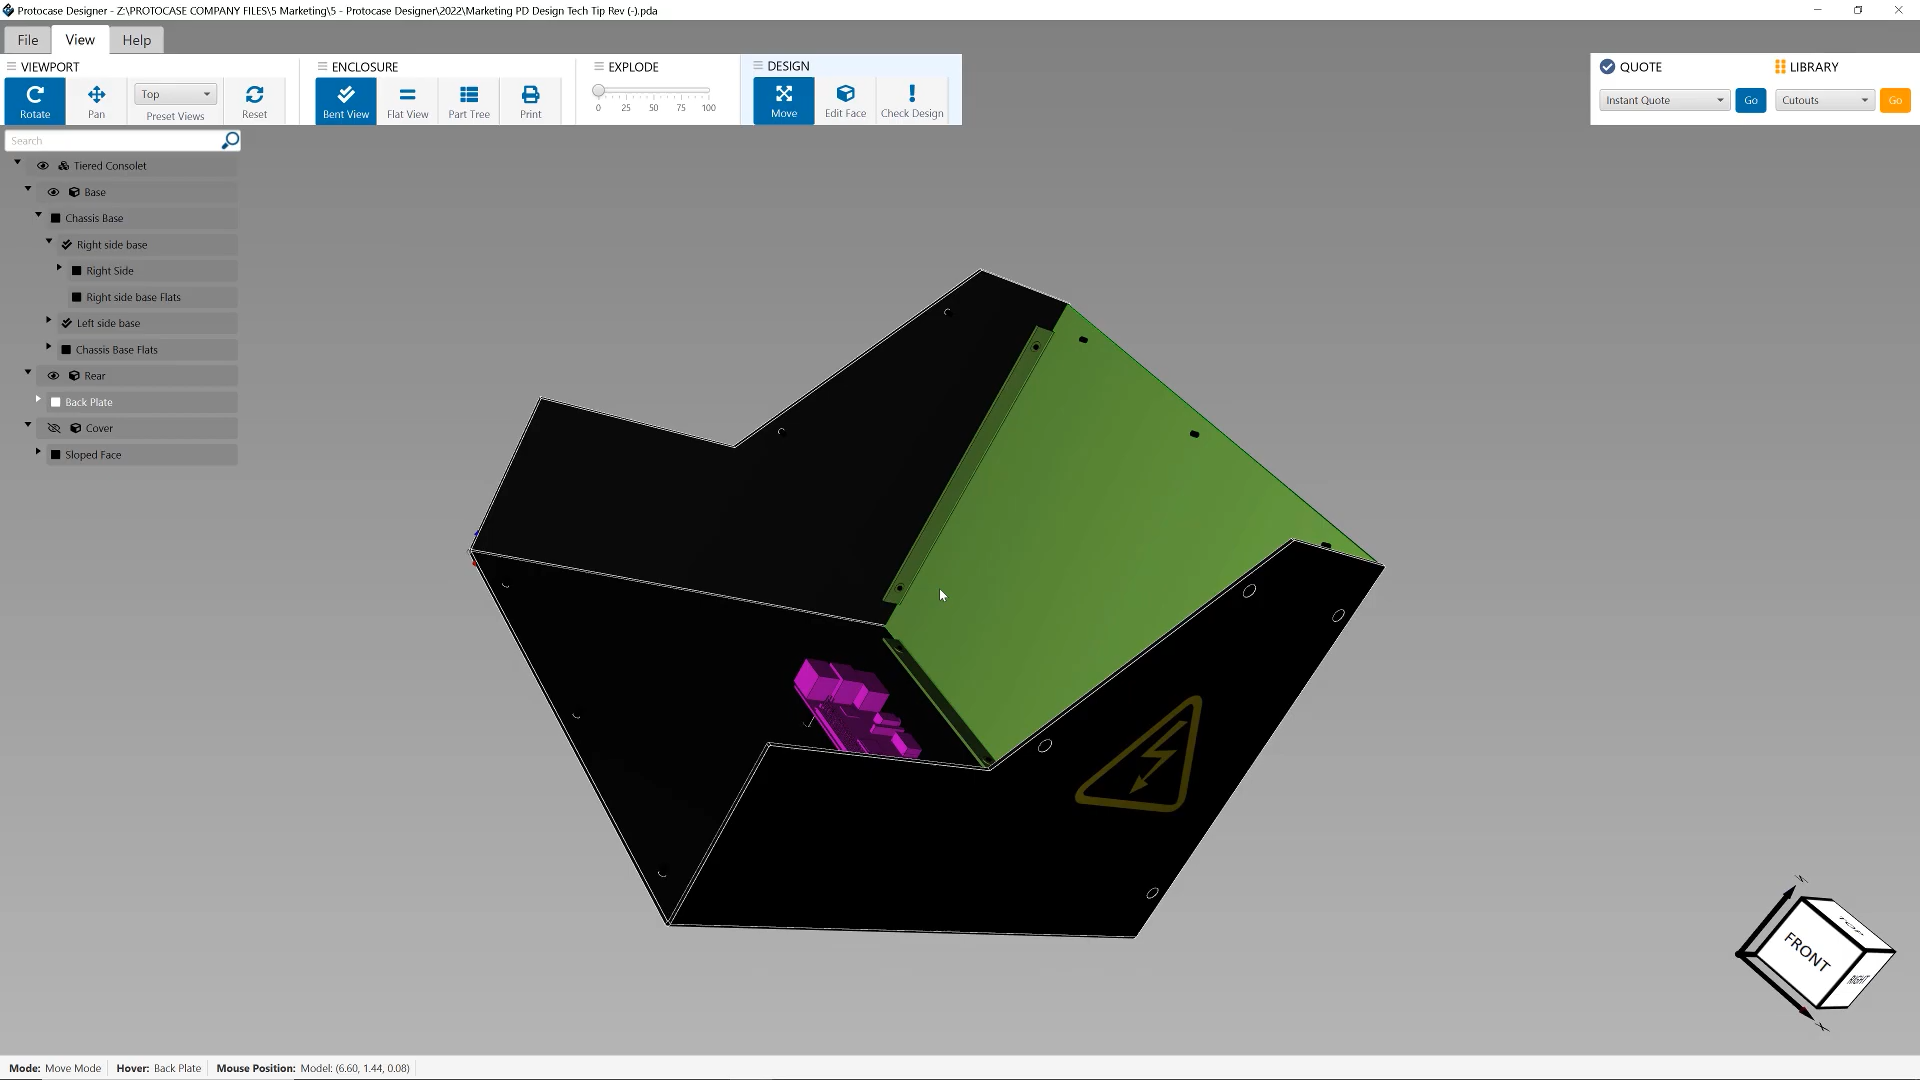 Protocase Designer - Z:\PROTOCASE COMPANY FILES\5 Marketing\5 - Protocase Designer\2022\Marketing PD Design Tech Tip Rev (-).pda
File View Help
VIEWPORT
Rotate
Pan
Top
Preset Views
Reset
ENCLOSURE
Bent View
Flat View
Part Tree
Print
EXPLODE
0 25 50 75 100
DESIGN
Move
Edit Face
Check Design
QUOTE
Instant Quote
Go
LIBRARY
Cutouts
Go
Search
Tiered Consolet
Base
Chassis Base
Right side base
Right Side
Right side base Flats
Left side base
Chassis Base Flats
Rear
Back Plate
Cover
Sloped Face
TOP
FRONT
RIGHT
Mode: Move Mode Hover: Back Plate Mouse Position: Model: (6.60, 1.44, 0.08)